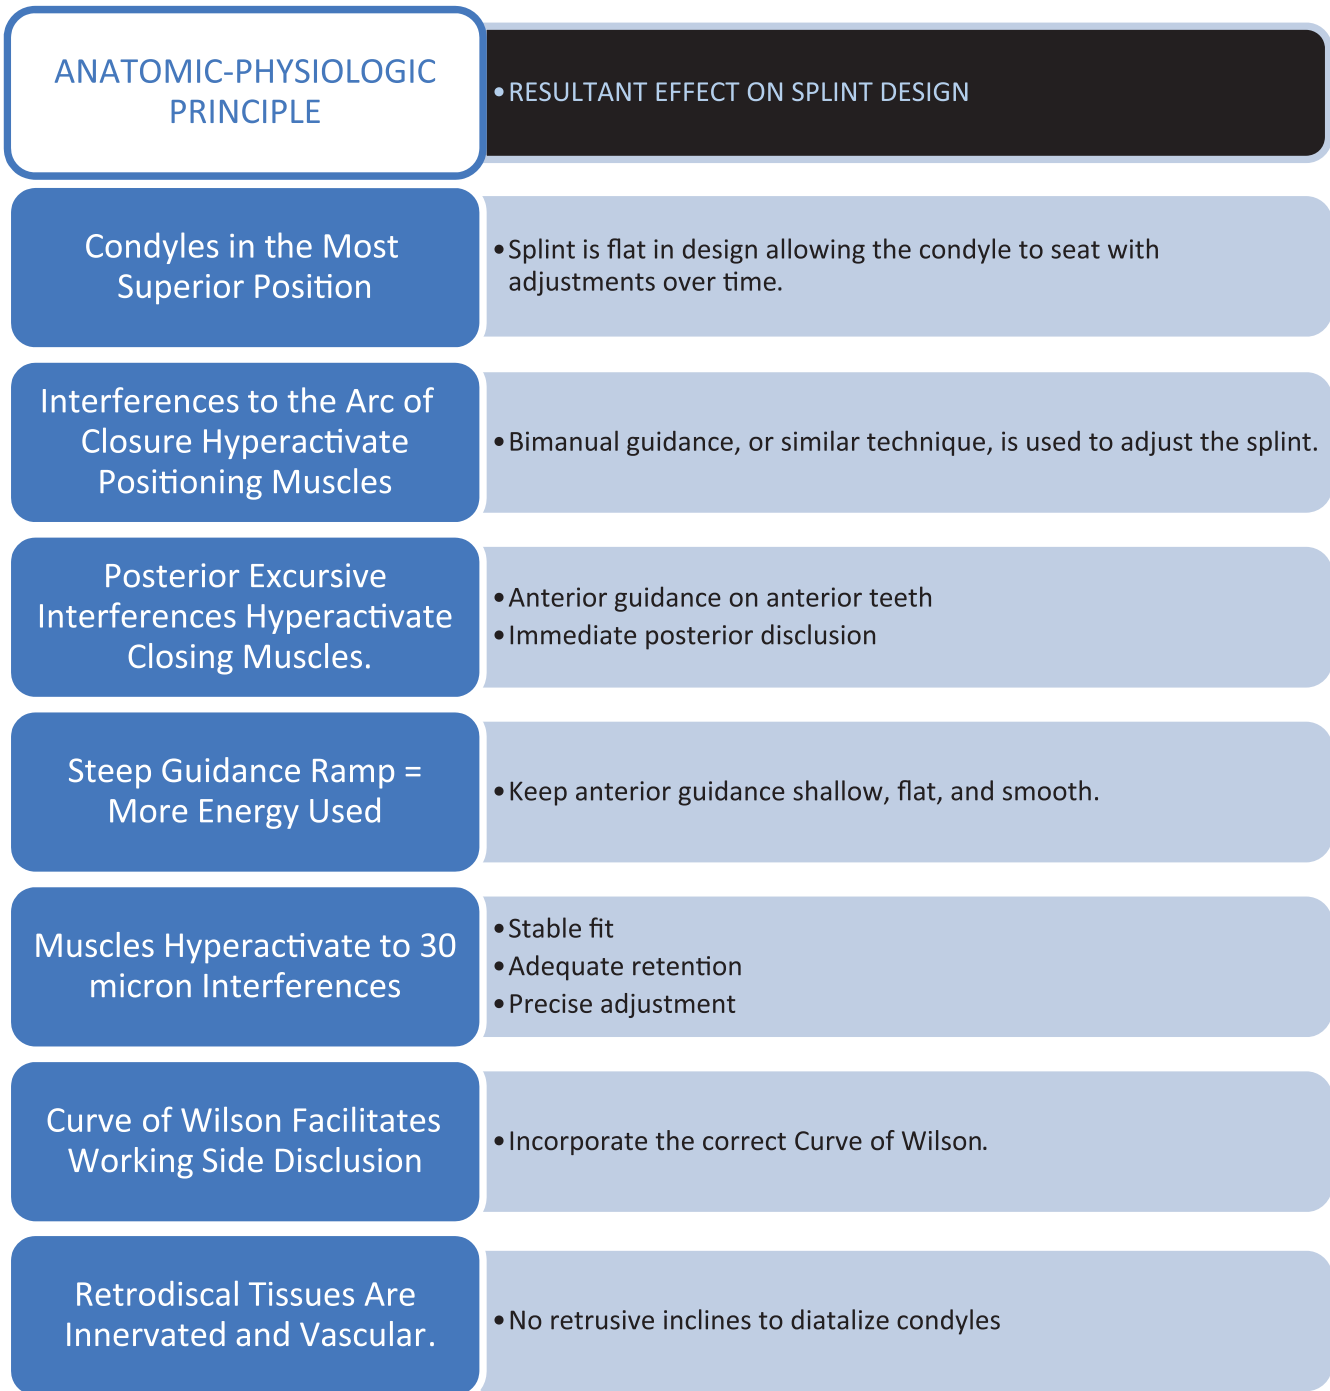 ANATOMIC-PHYSIOLOGIC
PRINCIPLE
•RESULTANT EFFECT ON SPLINT DESIGN
Condyles in the Most
Superior Position
•Splint is flat in design allowing the condyle to seat with
adjustments over time.
Interferences to the Arc of
Closure Hyperactivate
Positioning Muscles
•Bimanual guidance, or similar technique, is used to adjust the splint.
Posterior Excursive
Interferences Hyperactivate
Closing Muscles.
•Anterior guidance on anterior teeth
•Immediate posterior disclusion
Steep Guidance Ramp =
More Energy Used
•Keep anterior guidance shallow, flat, and smooth.
Muscles Hyperactivate to 30
micron Interferences
•Stable fit
•Adequate retention
•Precise adjustment
Curve of Wilson Facilitates
Working Side Disclusion
•Incorporate the correct Curve of Wilson.
Retrodiscal Tissues Are
Innervated and Vascular.
•No retrusive inclines to diatalize condyles